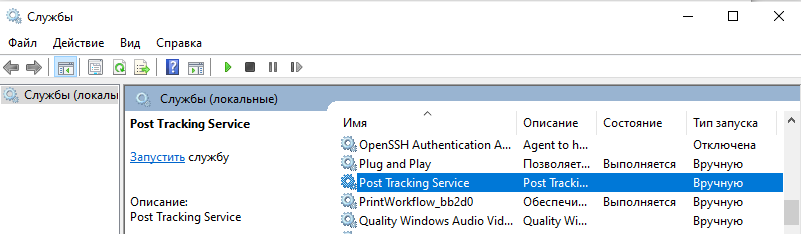 Службы
Файл Действие Вид Справка
Службы (локалы
Службы (локальные)
Post Tracking Service
Запустить службу
Описание:
Post Tracking Service
Имя Описание Состояние Тип запуска
OpenSSH Authentication A... Agent to h... Отключена
Plug and Play Позволяет... Выполняется Вручную
Post Tracking Service Post Tracki... Вручную
PrintWorkflow_bb2d0 Обеспечи... Выполняется Вручную
Quality Windows Audio Vid... Quality Wi... Вручную